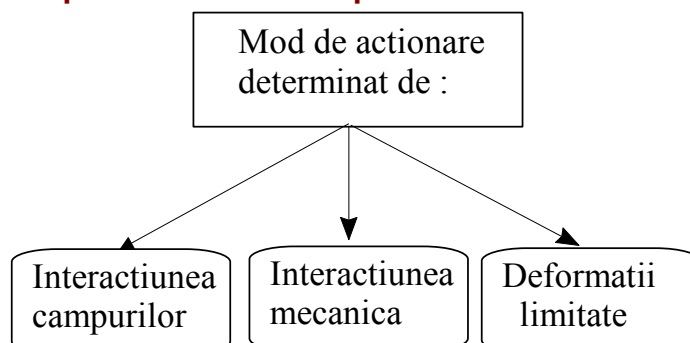 Mod de actionare
determinat de :
Interactiunea
campurilor
Interactiunea
mecanica
Deformatii
limitate